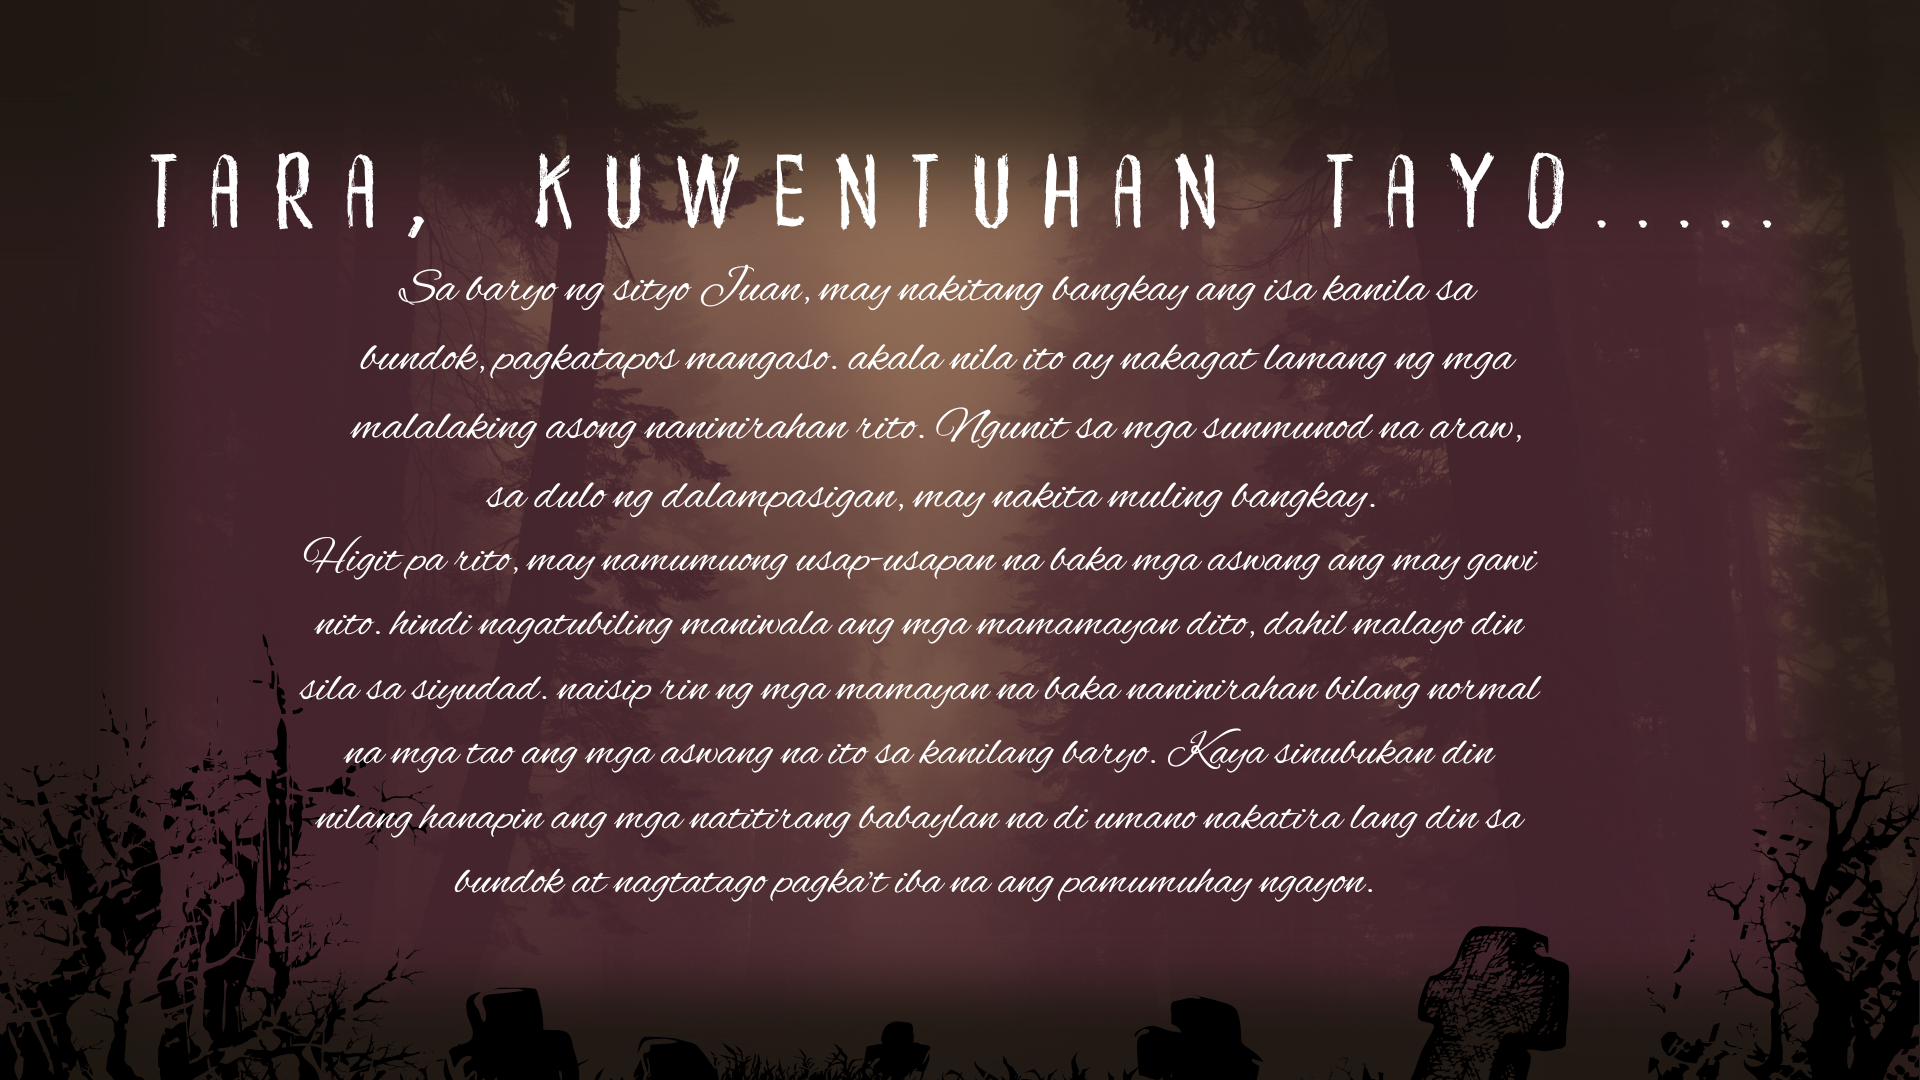 TARA, KUWENTUHAN TAYO.....
Sa baryo ng sityo Juan, may nakitang bangkay ang isa kanila sa
bundok, pagkatapos mangaso. akala nila ito ay nakagat lamang ng mga
malalaking asong naninirahan rito. Ngunit sa mga sunmunod na araw,
sa dulo ng dalampasigan, may nakita muling bangkay.
Higit pa rito, may namumuong usap-usapan na baka mga aswang ang may gawi
nito. hindi nagatubiling maniwala ang mga mamamayan dito, dahil malayo din
sila sa siyudad. naisip rin ng mga mamayan na baka naninirahan bilang normal
na mga tao ang mga aswang na ito sa kanilang baryo. Kaya sinubukan din
nilang hanapin ang mga natitirang babaylan na di umano nakatira lang din sa
bundok at nagtatago pagka't iba na ang pamumuhay ngayon.